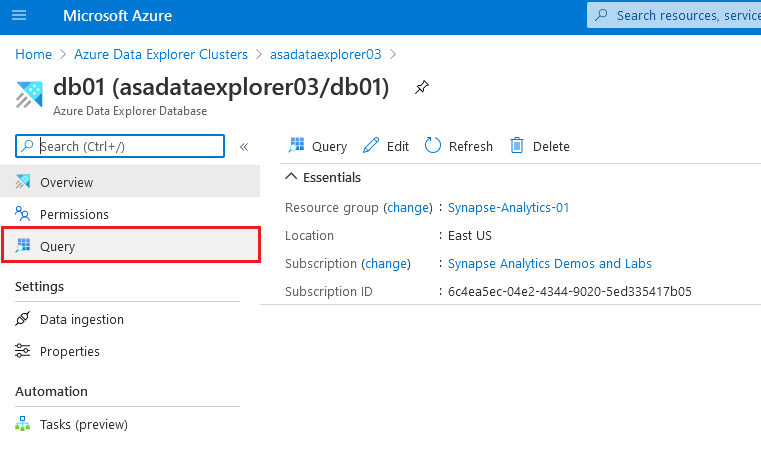 Microsoft Azure
Search resources, service
Home > Azure Data Explorer Clusters > asadataexplorer03 >
db01 (asadataexplorer03/db01)
Azure Data Explorer Database
Search (Ctrl+/)
«
Query Edit Refresh Delete
Overview
Permissions
Query
Settings
Data ingestion
Properties
Automation
Tasks (preview)
Essentials
Resource group (change) : Synapse-Analytics-01
Location : East US
Subscription (change) : Synapse Analytics Demos and Labs
Subscription ID : 6c4ea5ec-04e2-4344-9020-5ed335417b05